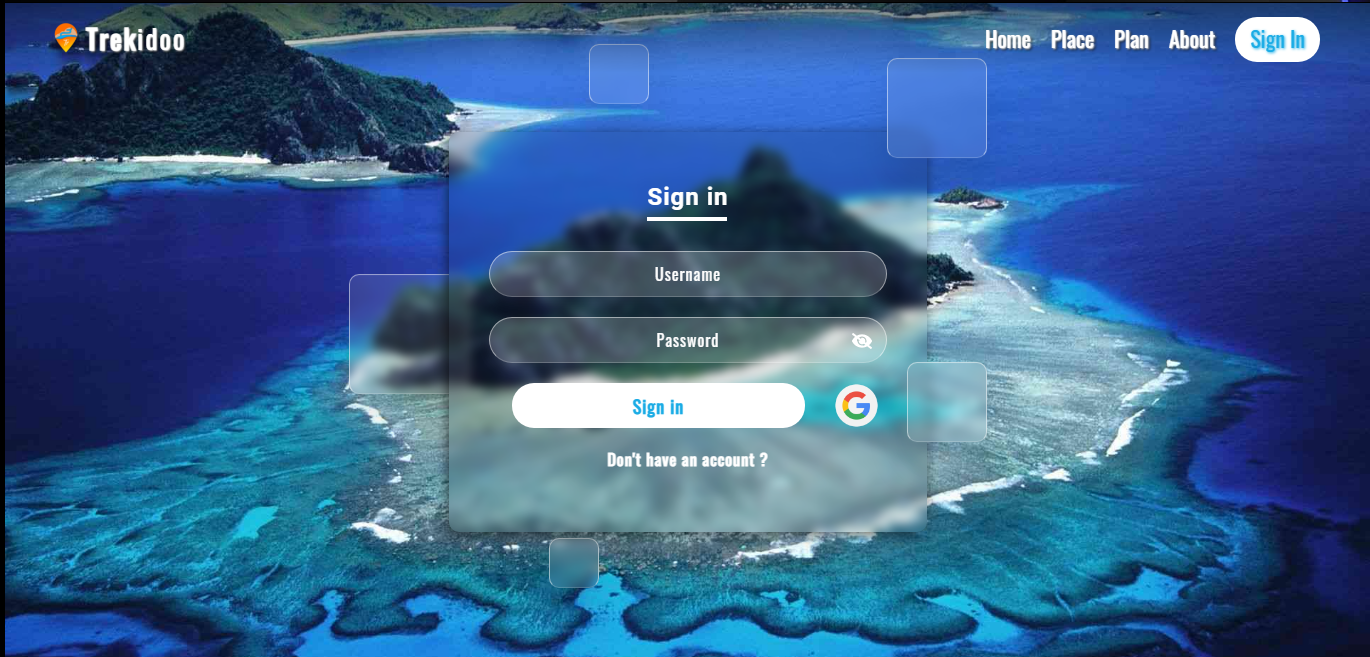 Trekidoo
Home Place Plan About Sign In
Sign in
Username
Password
Sign in
Don't have an account ?